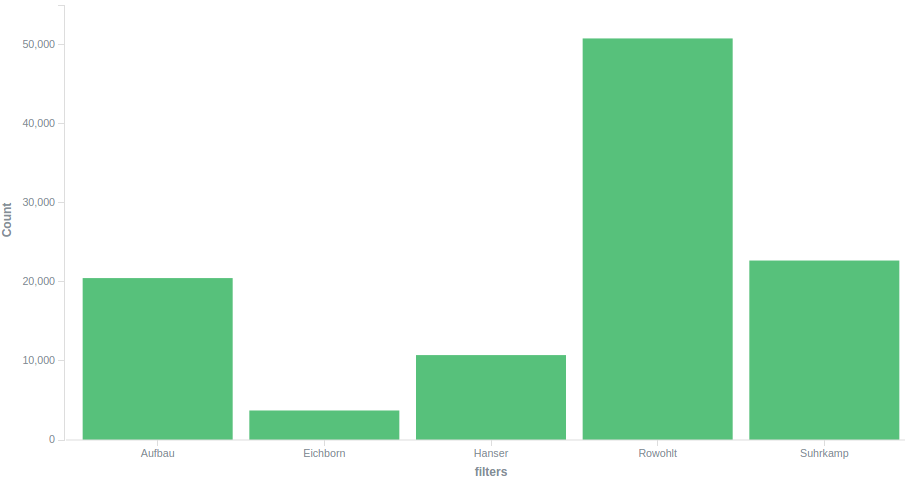 50,000
40,000
30,000
20,000
10,000
0
Count
Aufbau
Eichborn
Hanser
Rowohlt
Suhrkamp
filters